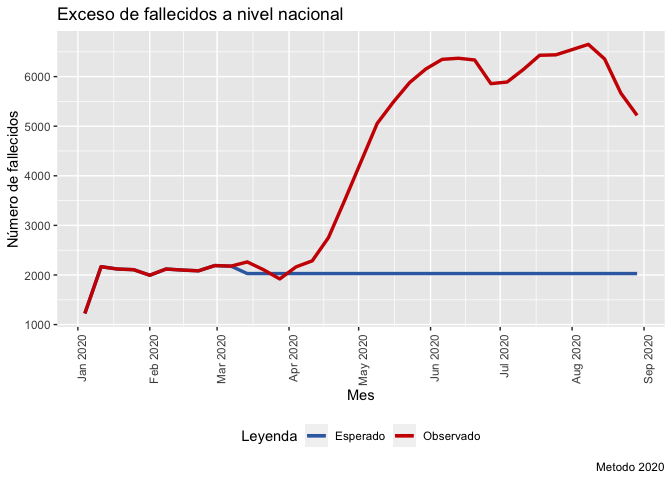 Exceso de fallecidos a nivel nacional
Número de fallecidos
6000
5000
4000
3000
2000
1000
Jan 2020
Feb 2020
Mar 2020
Apr 2020
May 2020
Jun 2020
Jul 2020
Aug 2020
Sep 2020
Mes
Leyenda Esperado Observado
Metodo 2020